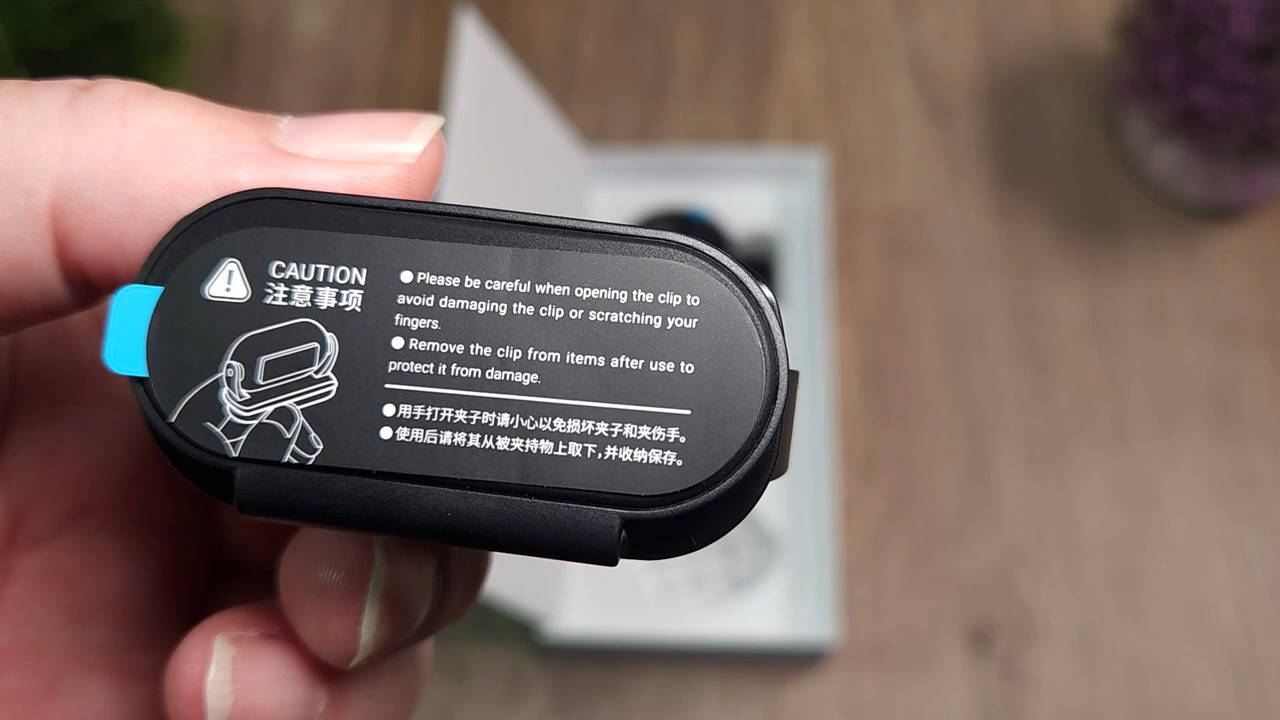 CAUTION
注意事项
● Please be careful when opening the clip to
avoid damaging the clip or scratching your
fingers.
● Remove the clip from items after use to
protect it from damage.
●用手打开夹子时请小心以免损坏夹子和夹伤手。
●使用后请将其从被夹持物上取下,并收纳保存。